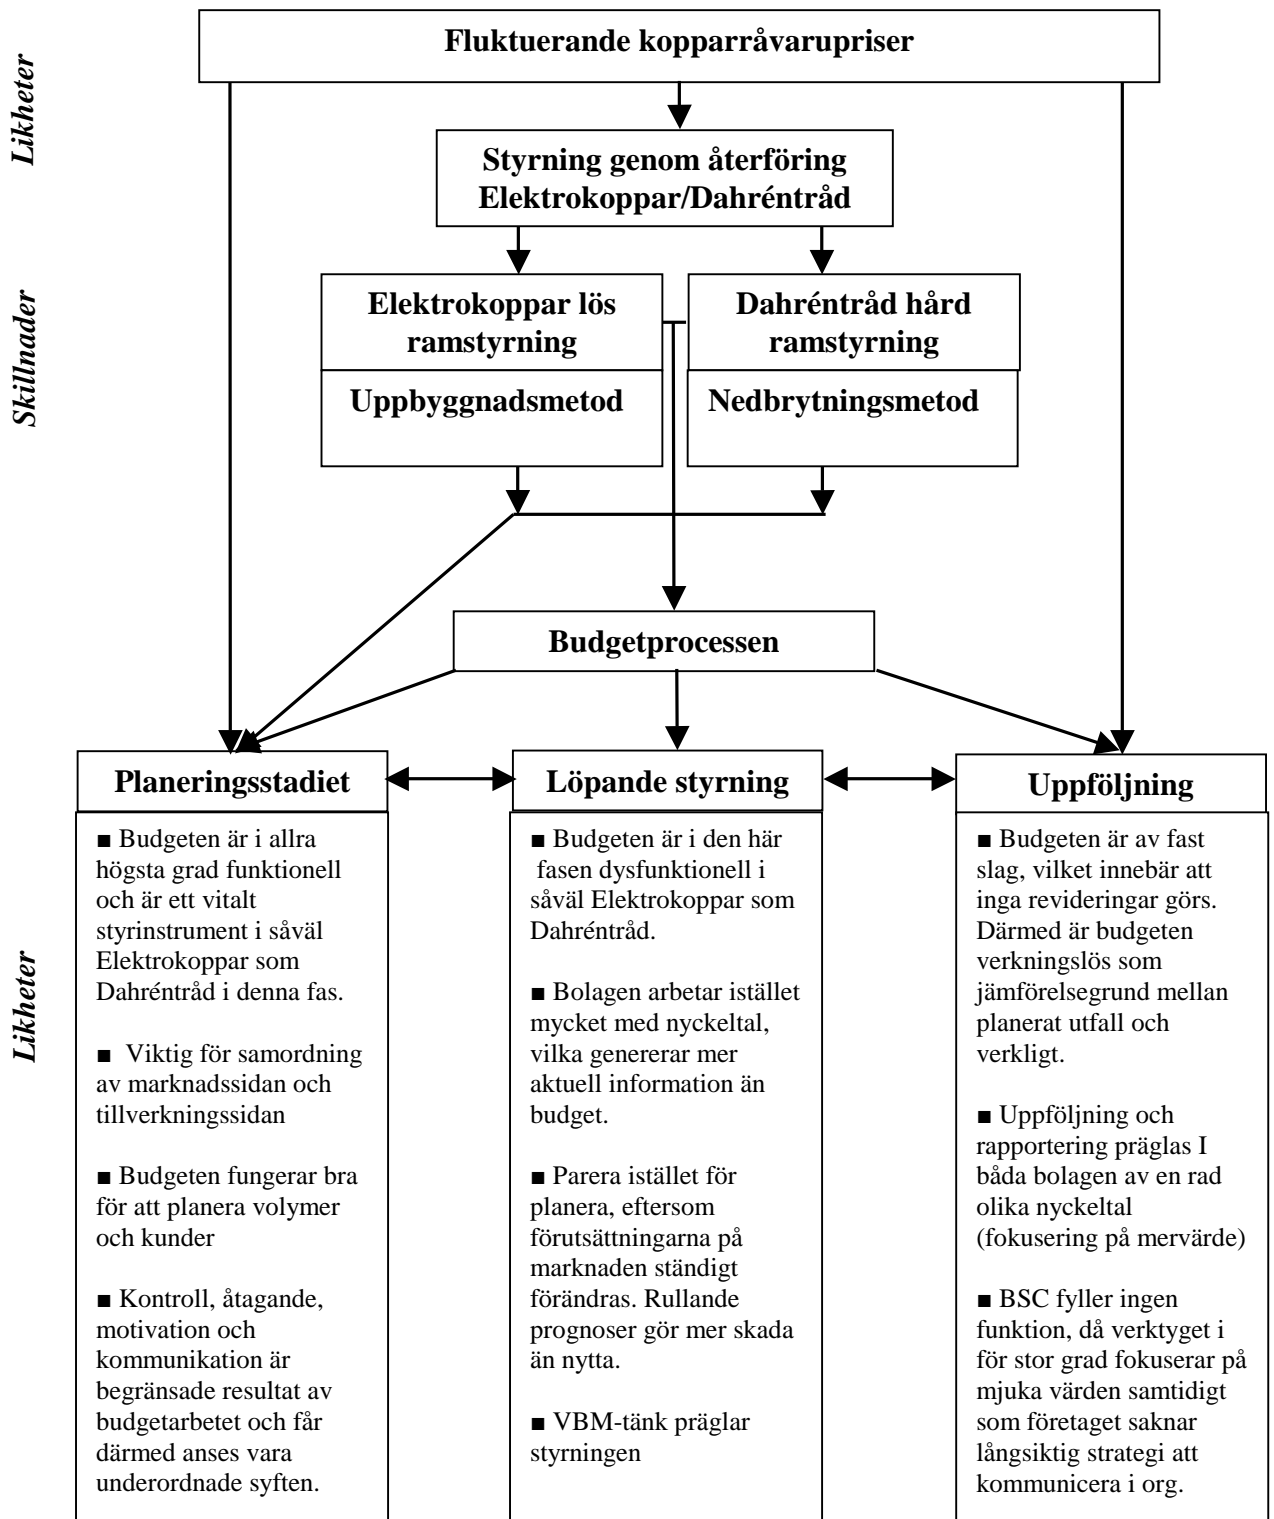 Fluktuerande kopparråvarupriser
Likheter
Styrning genom återföring
Elektrokoppar/Dahréntråd
Skillnader
Elektrokoppar lös
ramstyrning
Uppbyggnadsmetod
Dahréntråd hård
ramstyrning
Nedbrytningsmetod
Budgetprocessen
Likheter
Planeringsstadiet
■ Budgeten är i allra
högsta grad funktionell
och är ett vitalt
styrinstrument i såväl
Elektrokoppar som
Dahréntråd i denna fas.
■ Viktig för samordning
av marknadssidan och
tillverkningssidan
■ Budgeten fungerar bra
för att planera volymer
och kunder
■ Kontroll, åtagande,
motivation och
kommunikation är
begränsade resultat av
budgetarbetet och får
därmed anses vara
underordnade syften.
Löpande styrning
■ Budgeten är i den här
fasen dysfunktionell i
såväl Elektrokoppar som
Dahréntråd.
■ Bolagen arbetar istället
mycket med nyckeltal,
vilka genererar mer
aktuell information än
budget.
■ Parera istället för
planera, eftersom
förutsättningarna på
marknaden ständigt
förändras. Rullande
prognoser gör mer skada
än nytta.
■ VBM-tänk präglar
styrningen
Uppföljning
■ Budgeten är av fast
slag, vilket innebär att
inga revideringar görs.
Därmed är budgeten
verkningslös som
jämförelsegrund mellan
planerat utfall och
verkligt.
■ Uppföljning och
rapportering präglas I
båda bolagen av en rad
olika nyckeltal
(fokusering på mervärde)
■ BSC fyller ingen
funktion, då verktyget i
för stor grad fokuserar på
mjuka värden samtidigt
som företaget saknar
långsiktig strategi att
kommunicera i org.